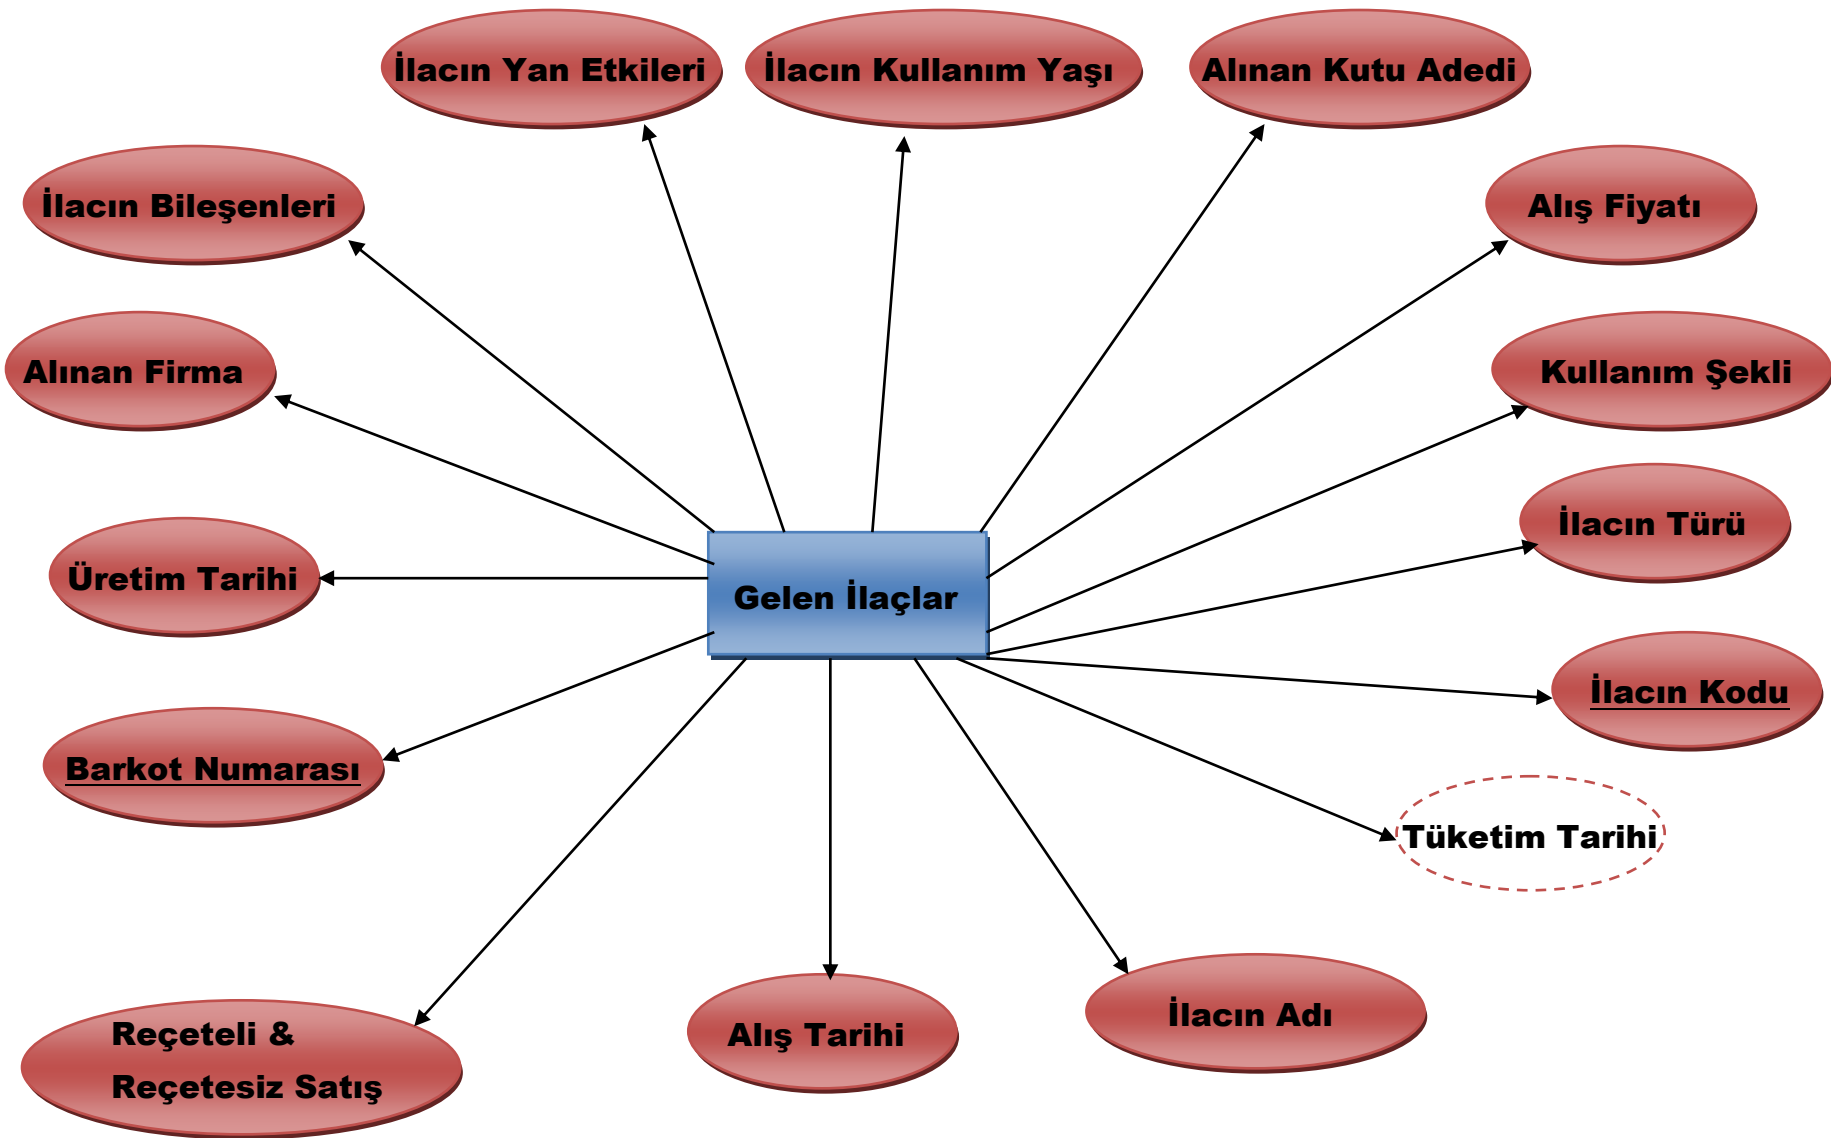 İlacın Yan Etkileri
İlacın Kullanım Yaşı
Alınan Kutu Adedi
İlacın Bileşenleri
Alış Fiyatı
Alınan Firma
Kullanım Şekli
İlacın Türü
Üretim Tarihi
Gelen İlaçlar
İlacın Kodu
Barkot Numarası
Tüketim Tarihi
İlacın Adı
Reçeteli &
Alış Tarihi
Reçetesiz Satış